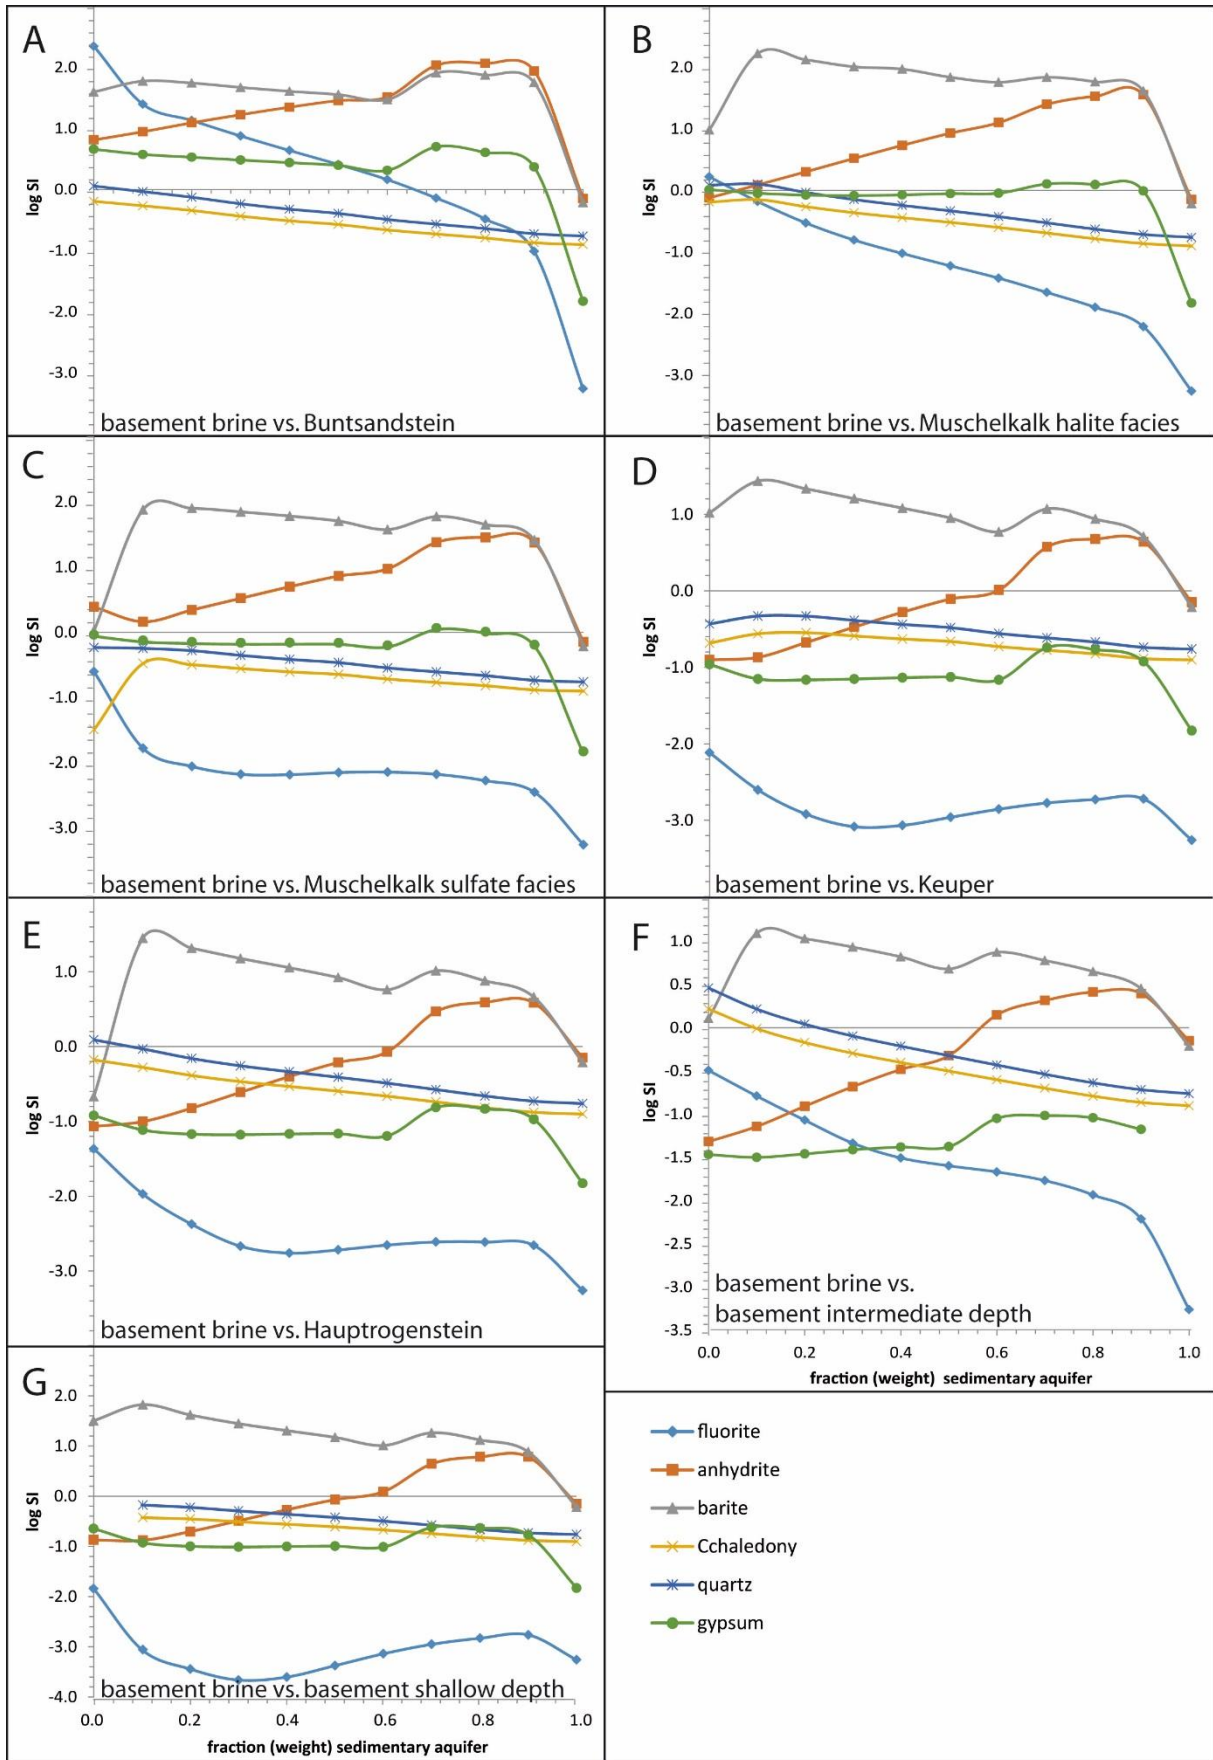 A
2.0
1.0
0.0
-1.0
-2.0
-3.0
log SI
basement brine vs. Buntsandstein
B
2.0
1.0
0.0
-1.0
-2.0
-3.0
log SI
basement brine vs. Muschelkalk halite facies
C
2.0
1.0
0.0
-1.0
-2.0
-3.0
log SI
basement brine vs. Muschelkalk sulfate facies
D
1.0
0.0
-1.0
-2.0
-3.0
log SI
basement brine vs. Keuper
E
1.0
0.0
-1.0
-2.0
-3.0
log SI
basement brine vs. Hauptrogenstein
F
1.0
0.5
0.0
-0.5
-1.0
-1.5
-2.0
-2.5
-3.0
-3.5
log SI
basement brine vs.
basement intermediate depth
0.0 0.2 0.4 0.6 0.8 1.0
fraction (weight) sedimentary aquifer
G
2.0
1.0
0.0
-1.0
-2.0
-3.0
-4.0
log SI
basement brine vs. basement shallow depth
0.0 0.2 0.4 0.6 0.8 1.0
fraction (weight) sedimentary aquifer
fluorite
anhydrite
barite
Cchaledony
quartz
gypsum